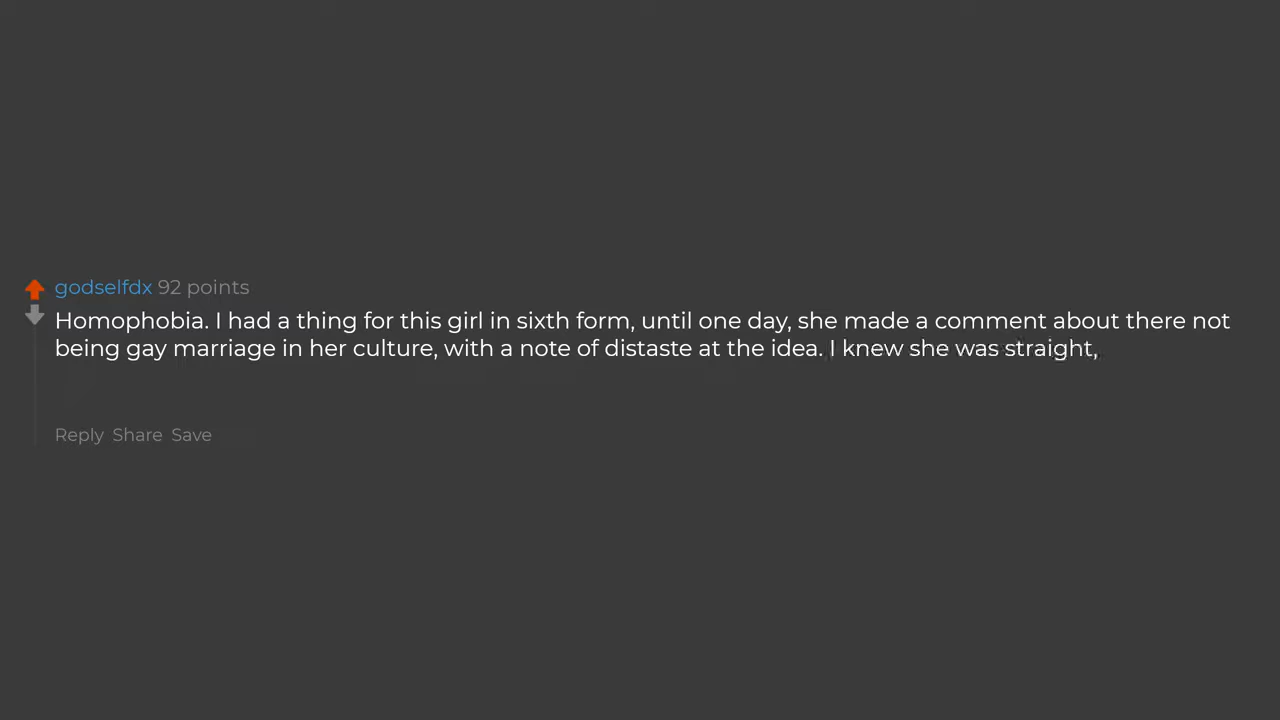 godselfdx 92 points
Homophobia. I had a thing for this girl in sixth form, until one day, she made a comment about there not
being gay marriage in her culture, with a note of distaste at the idea. I knew she was straight,
Reply Share Save